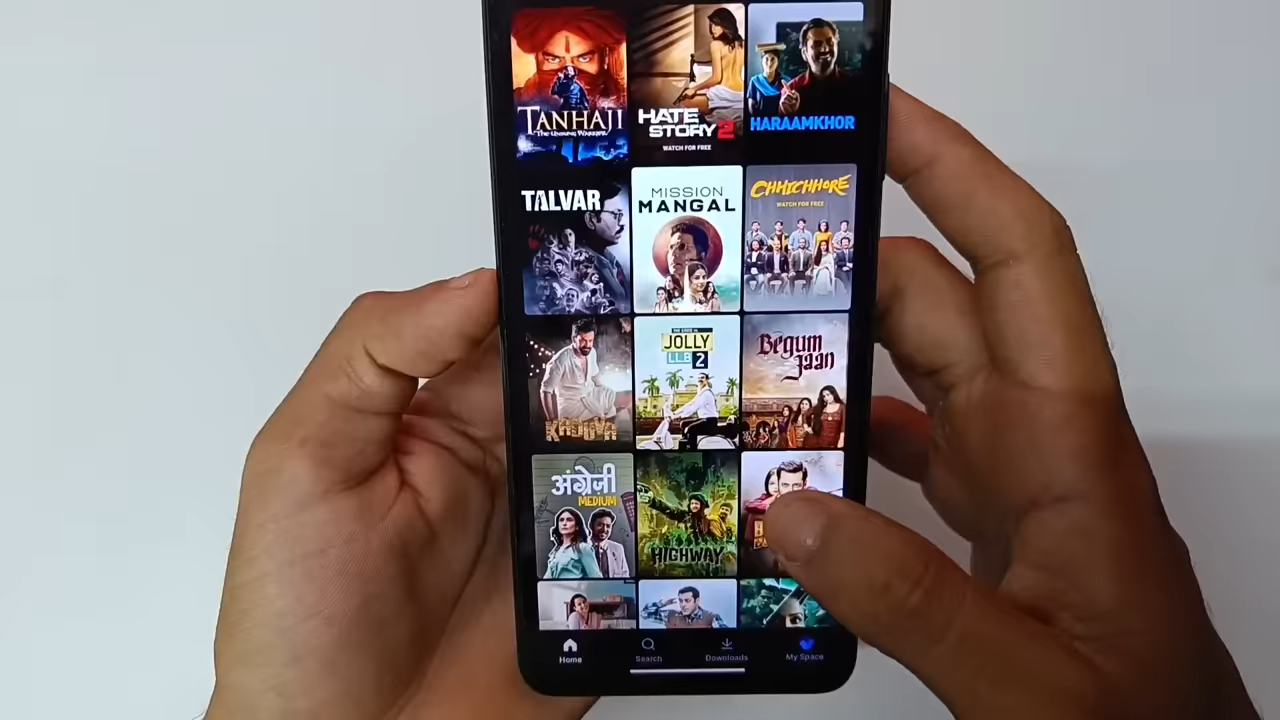 TANHAJI
THE UNSUNG WARRIOR
HATE
STORY 2
WATCH FOR FREE
HARAAMKHOR
TALVAR
MISSION
MANGAL
CHHICHHORE
WATCH FOR FREE
KADUVA
JOLLY
LLB 2
Begum
Jaan
अंग्रेज़ी
MEDIUM
HIGHWAY
Home
Search
Downloads
My Space